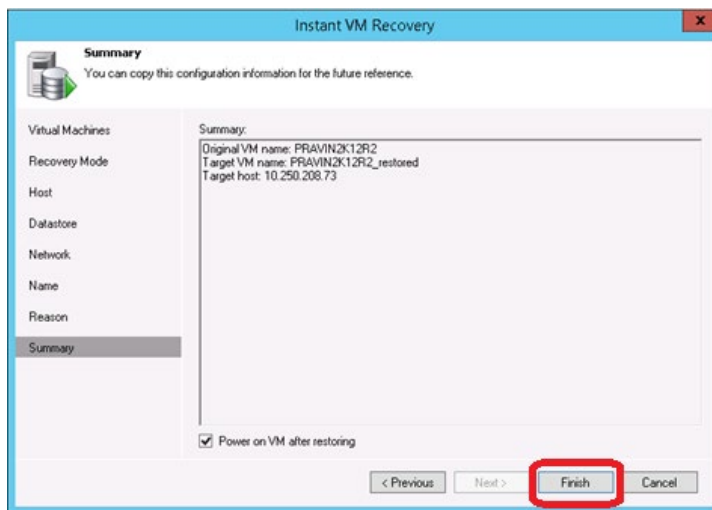 Instant VM Recovery
x
Summary
You can copy this configuration information for the future reference.
Virtual Machines
Recovery Mode
Host
Datastore
Network
Name
Reason
Summary
Summary:
Original VM name: PRAVIN2K12R2
Target VM name: PRAVIN2K12R2_restored
Target host: 10.250.208.73
Power on VM after restoring
< Previous
Next >
Finish
Cancel